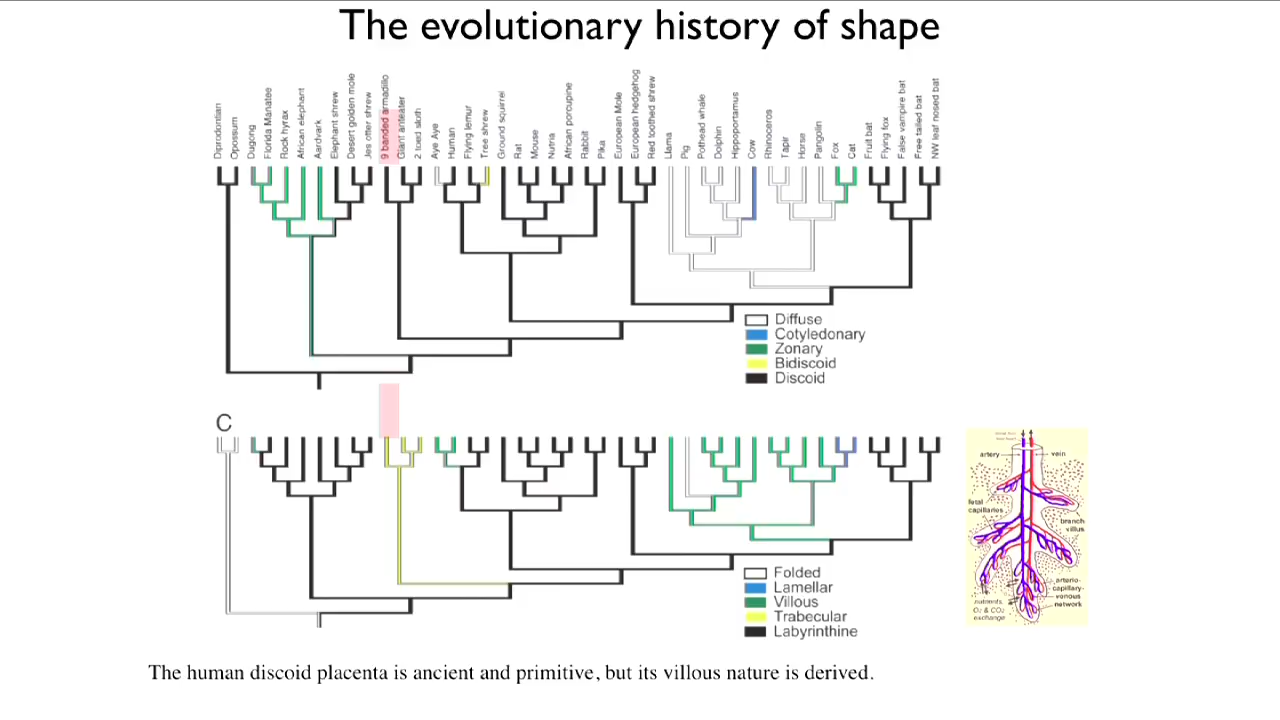 The evolutionary history of shape
Diprodontian
Opossum
Dugong
Florida Manatee
Rock hyrax
African elephant
Aardvark
Elephant shrew
Desert golden mole
Jes otter shrew
9 banded armadillo
Giant anteater
2 toed sloth
Aye Aye
Human
Flying lemur
Tree shrew
Ground squirrel
Rat
Mouse
Nutria
African porcupine
Rabbit
Pika
European Mole
European hedgehog
Red toothed shrew
Llama
Pig
Pothead whale
Dolphin
Hippopotamus
Cow
Rhinoceros
Tapir
Horse
Pangolin
Fox
Cat
Fruit bat
Flying fox
False vampire bat
Free tailed bat
NW leaf nosed bat
Diffuse
Cotyledonary
Zonary
Bidiscoid
Discoid
C
Folded
Lamellar
Villous
Trabecular
Labyrinthine
artery
vein
fetal
capillaries
branch
villus
arterio-
capillary-
venous
network
nutrients,
O₂ & CO₂
exchange
The human discoid placenta is ancient and primitive, but its villous nature is derived.